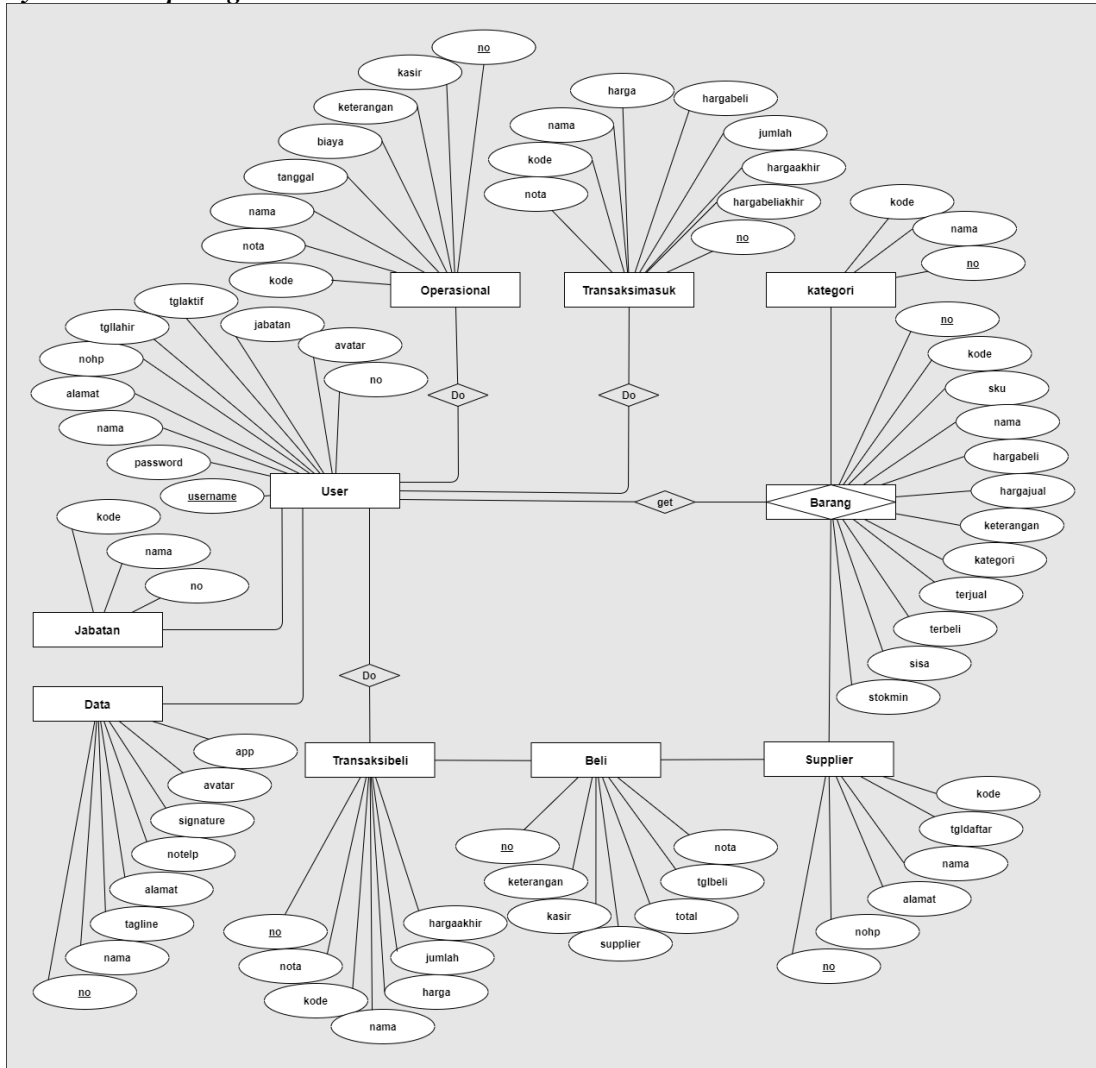 no
kasir
keterangan
biaya
tanggal
nama
nota
kode
Operasional
harga
hargabeli
nama
jumlah
kode
hargaakhir
nota
hargabeliakhir
no
Transaksimasuk
kode
nama
no
kategori
tglaktif
jabatan
tgllahir
avatar
nohp
no
alamat
nama
password
username
User
Do
Do
get
no
kode
sku
nama
hargabeli
Barang
hargajual
keterangan
kategori
terjual
terbeli
sisa
stokmin
kode
nama
no
Jabatan
Do
Data
app
avatar
signature
notelp
alamat
tagline
nama
no
Transaksibeli
no
nota
kode
nama
harga
jumlah
hargaakhir
Beli
no
keterangan
kasir
supplier
total
tglbeli
nota
Supplier
kode
tgldaftar
nama
alamat
nohp
no